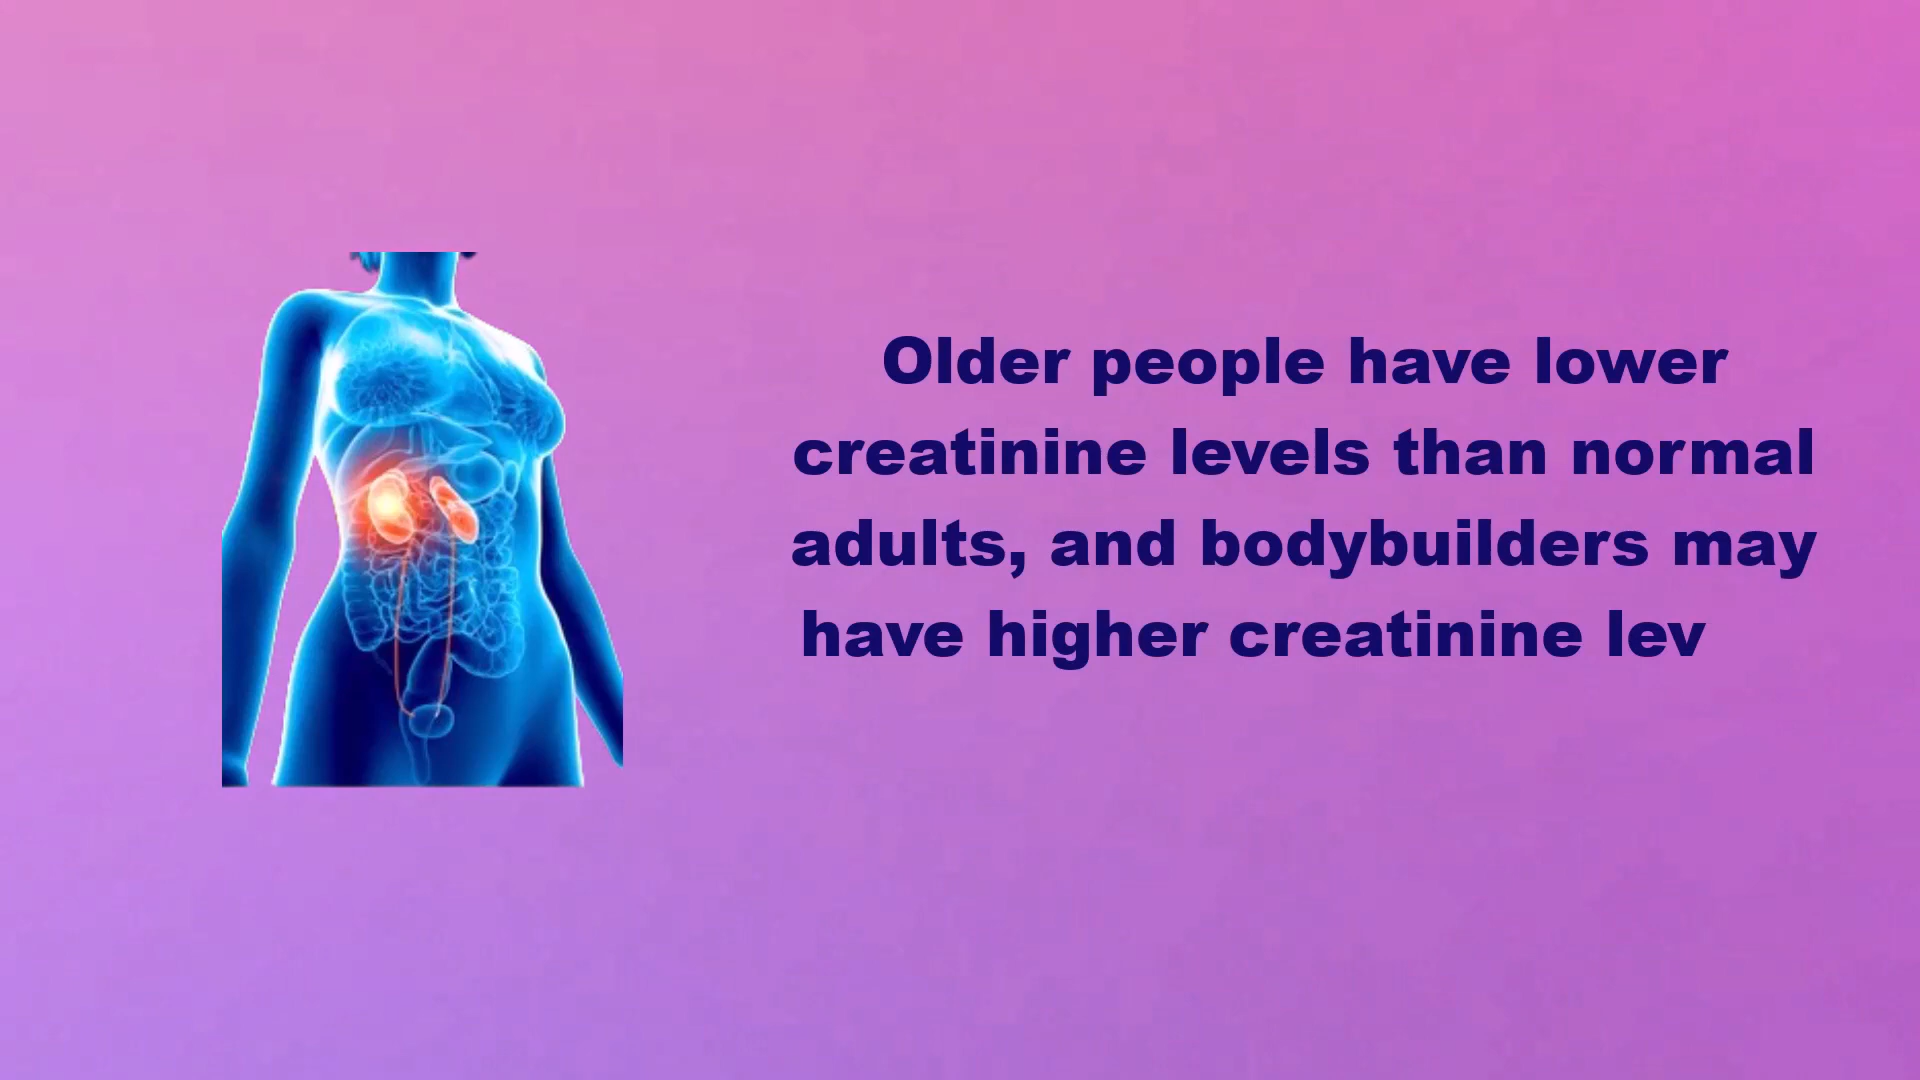 Older people have lower
creatinine levels than normal
adults, and bodybuilders may
have higher creatinine lev